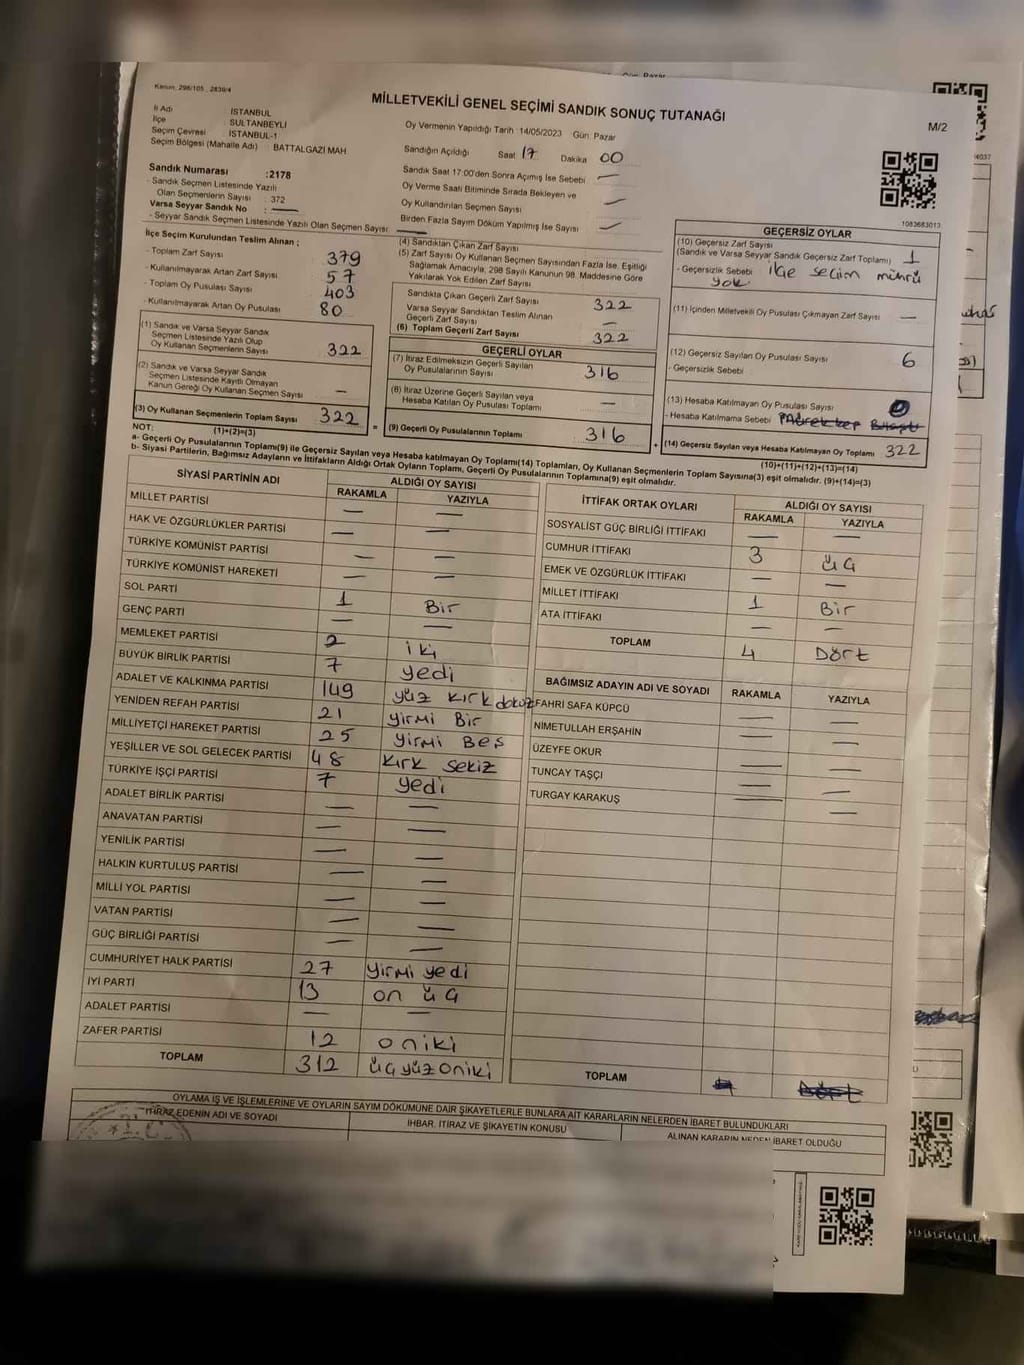 Kanun, 298/105 , 2839/4
MİLLETVEKİLİ GENEL SEÇİMİ SANDIK SONUÇ TUTANAĞI
M/2
İl Adı İSTANBUL
İlçe SULTANBEYLİ
Seçim Çevresi İSTANBUL-1
Seçim Bölgesi (Mahalle Adı) : BATTALGAZİ MAH
Sandık Numarası :2178
- Sandık Seçmen Listesinde Yazılı
Olan Seçmenlerin Sayısı : 372
Varsa Seyyar Sandık No : —
- Seyyar Sandık Seçmen Listesinde Yazılı Olan Seçmen Sayısı: —
Oy Vermenin Yapıldığı Tarih :14/05/2023 Gün: Pazar
Sandığın Açıldığı Saat 17 Dakika 00
Sandık Saat 17:00'den Sonra Açılmış İse Sebebi —
Oy Verme Saati Bitiminde Sırada Bekleyen ve
Oy Kullandırılan Seçmen Sayısı —
Birden Fazla Sayım Döküm Yapılmış İse Sayısı —
1083683013
İlçe Seçim Kurulundan Teslim Alınan ;
- Toplam Zarf Sayısı 379
- Kullanılmayarak Artan Zarf Sayısı 57
- Toplam Oy Pusulası Sayısı 403
- Kullanılmayarak Artan Oy Pusulası 80
(1) Sandık ve Varsa Seyyar Sandık
Seçmen Listesinde Yazılı Olup
Oy Kullanan Seçmenlerin Sayısı 322
(2) Sandık ve Varsa Seyyar Sandık
Seçmen Listesinde Kayıtlı Olmayan
Kanun Gereği Oy Kullanan Seçmen Sayısı —
(3) Oy Kullanan Seçmenlerin Toplam Sayısı 322
(1)+(2)=(3)
(4) Sandıktan Çıkan Zarf Sayısı
(5) Zarf Sayısı Oy Kullanan Seçmen Sayısından Fazla İse, Eşitliği
Sağlamak Amacıyla, 298 Sayılı Kanunun 98. Maddesine Göre
Yakılarak Yok Edilen Zarf Sayısı
Sandıkta Çıkan Geçerli Zarf Sayısı 322
Varsa Seyyar Sandıktan Teslim Alınan
Geçerli Zarf Sayısı —
(6) Toplam Geçerli Zarf Sayısı 322
GEÇERLİ OYLAR
(7) İtiraz Edilmeksizin Geçerli Sayılan
Oy Pusulalarının Sayısı 316
(8) İtiraz Üzerine Geçerli Sayılan veya
Hesaba Katılan Oy Pusulası Toplamı —
= (9) Geçerli Oy Pusulalarının Toplamı 316
GEÇERSİZ OYLAR
(10) Geçersiz Zarf Sayısı
(Sandık ve Varsa Seyyar Sandık Geçersiz Zarf Toplamı) 1
- Geçersizlik Sebebi ilçe seçim mührü
yok.
(11) İçinden Milletvekili Oy Pusulası Çıkmayan Zarf Sayısı —
(12) Geçersiz Sayılan Oy Pusulası Sayısı 6
- Geçersizlik Sebebi
(13) Hesaba Katılmayan Oy Pusulası Sayısı
- Hesaba Katılmama Sebebi
+ (14) Geçersiz Sayılan veya Hesaba Katılmayan Oy Toplamı 322
(10)+(11)+(12)+(13)=(14)
NOT:
a- Geçerli Oy Pusulalarının Toplamı(9) ile Geçersiz Sayılan veya Hesaba Katılmayan Oy Toplamı(14) Toplamları, Oy Kullanan Seçmenlerin Toplam Sayısına(3) eşit olmalıdır. (9)+(14)=(3)
b- Siyasi Partilerin, Bağımsız Adayların ve İttifakların Aldığı Ortak Oyların Toplamı, Geçerli Oy Pusulalarının Toplamına(9) eşit olmalıdır.
SİYASİ PARTİNİN ADI ALDIĞI OY SAYISI
RAKAMLA YAZIYLA
MİLLET PARTİSİ — —
HAK VE ÖZGÜRLÜKLER PARTİSİ — —
TÜRKİYE KOMÜNİST PARTİSİ — —
TÜRKİYE KOMÜNİST HAREKETİ — —
SOL PARTİ 1 Bir
GENÇ PARTİ — —
MEMLEKET PARTİSİ 2 iki
BÜYÜK BİRLİK PARTİSİ 7 yedi
ADALET VE KALKINMA PARTİSİ 149 yüz kırk dokuz
YENİDEN REFAH PARTİSİ 21 yirmi Bir
MİLLİYETÇİ HAREKET PARTİSİ 25 yirmi Beş
YEŞİLLER VE SOL GELECEK PARTİSİ 48 kırk sekiz
TÜRKİYE İŞÇİ PARTİSİ 7 yedi
ADALET BİRLİK PARTİSİ — —
ANAVATAN PARTİSİ — —
YENİLİK PARTİSİ — —
HALKIN KURTULUŞ PARTİSİ — —
MİLLİ YOL PARTİSİ — —
VATAN PARTİSİ — —
GÜÇ BİRLİĞİ PARTİSİ — —
CUMHURİYET HALK PARTİSİ 27 yirmi yedi
İYİ PARTİ 13 on üç
ADALET PARTİSİ — —
ZAFER PARTİSİ 12 oniki
TOPLAM 312 üçyüzoniki
İTTİFAK ORTAK OYLARI ALDIĞI OY SAYISI
RAKAMLA YAZIYLA
SOSYALİST GÜÇ BİRLİĞİ İTTİFAKI — —
CUMHUR İTTİFAKI 3 üç
EMEK VE ÖZGÜRLÜK İTTİFAKI — —
MİLLET İTTİFAKI 1 Bir
ATA İTTİFAKI — —
TOPLAM 4 Dört
BAĞIMSIZ ADAYIN ADI VE SOYADI RAKAMLA YAZIYLA
FAHRİ SAFA KÜPCÜ — —
NİMETULLAH ERŞAHİN — —
ÜZEYFE OKUR — —
TUNCAY TAŞÇI — —
TURGAY KARAKUŞ — —
TOPLAM
OYLAMA İŞ VE İŞLEMLERİNE VE OYLARIN SAYIM DÖKÜMÜNE DAİR ŞİKAYETLERLE BUNLARA AİT KARARLARIN NELERDEN İBARET BULUNDUKLARI
İTİRAZ EDENİN ADI VE SOYADI İHBAR, İTİRAZ VE ŞİKAYETİN KONUSU ALINAN KARARIN NEDEN İBARET OLDUĞU